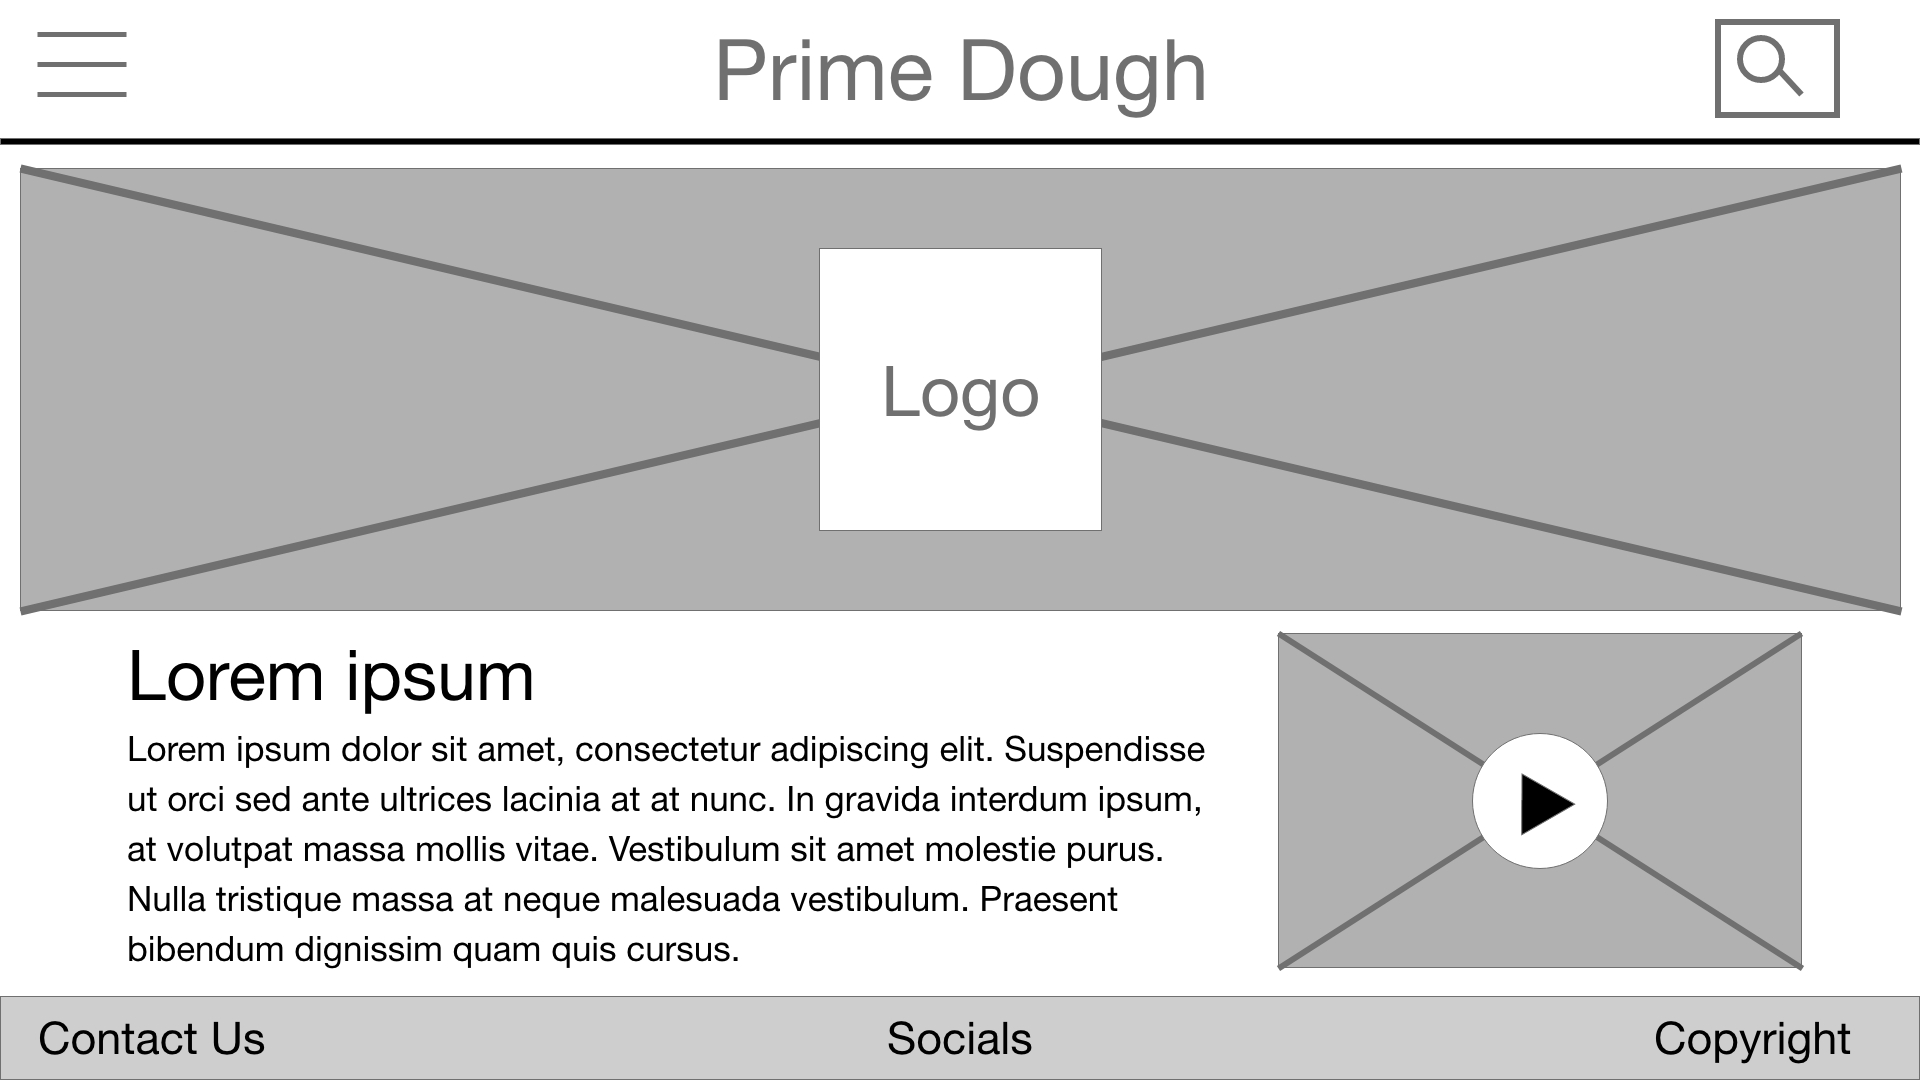 Prime Dough
Logo
Lorem ipsum
Lorem ipsum dolor sit amet, consectetur adipiscing elit. Suspendisse
ut orci sed ante ultrices lacinia at at nunc. In gravida interdum ipsum,
at volutpat massa mollis vitae. Vestibulum sit amet molestie purus.
Nulla tristique massa at neque malesuada vestibulum. Praesent
bibendum dignissim quam quis cursus.
Contact Us
Socials
Copyright